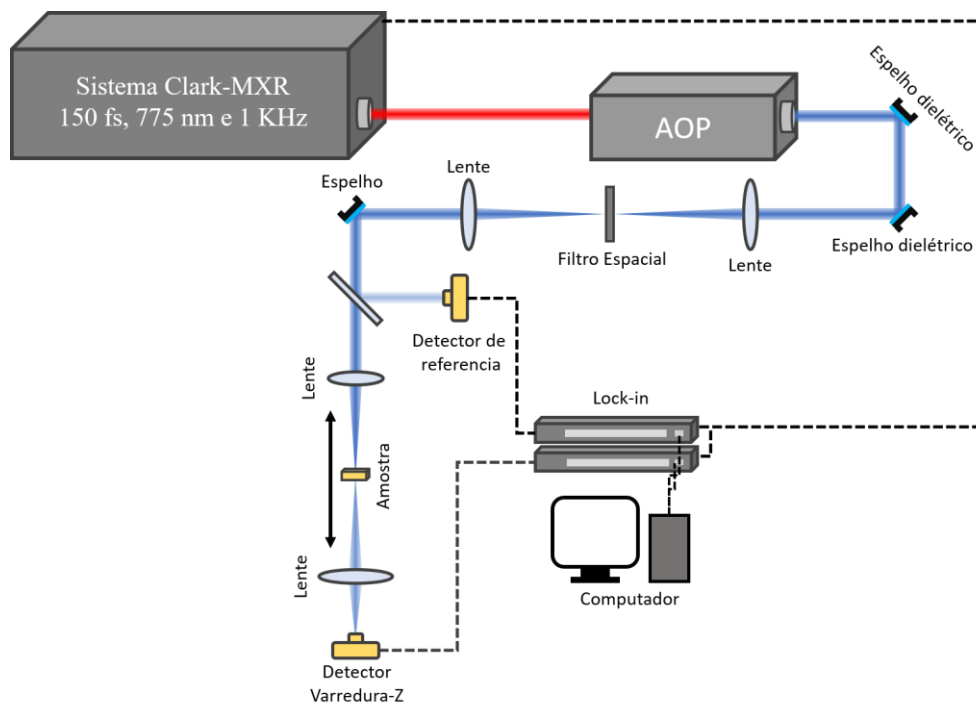 Sistema Clark-MXR
150 fs, 775 nm e 1 KHz
AOP
Espelho dielétrico
Espelho
Lente
Filtro Espacial
Lente
Espelho dielétrico
Detector de
referencia
Lente
Lock-in
Amostra
Lente
Computador
Detector
Varredura-Z